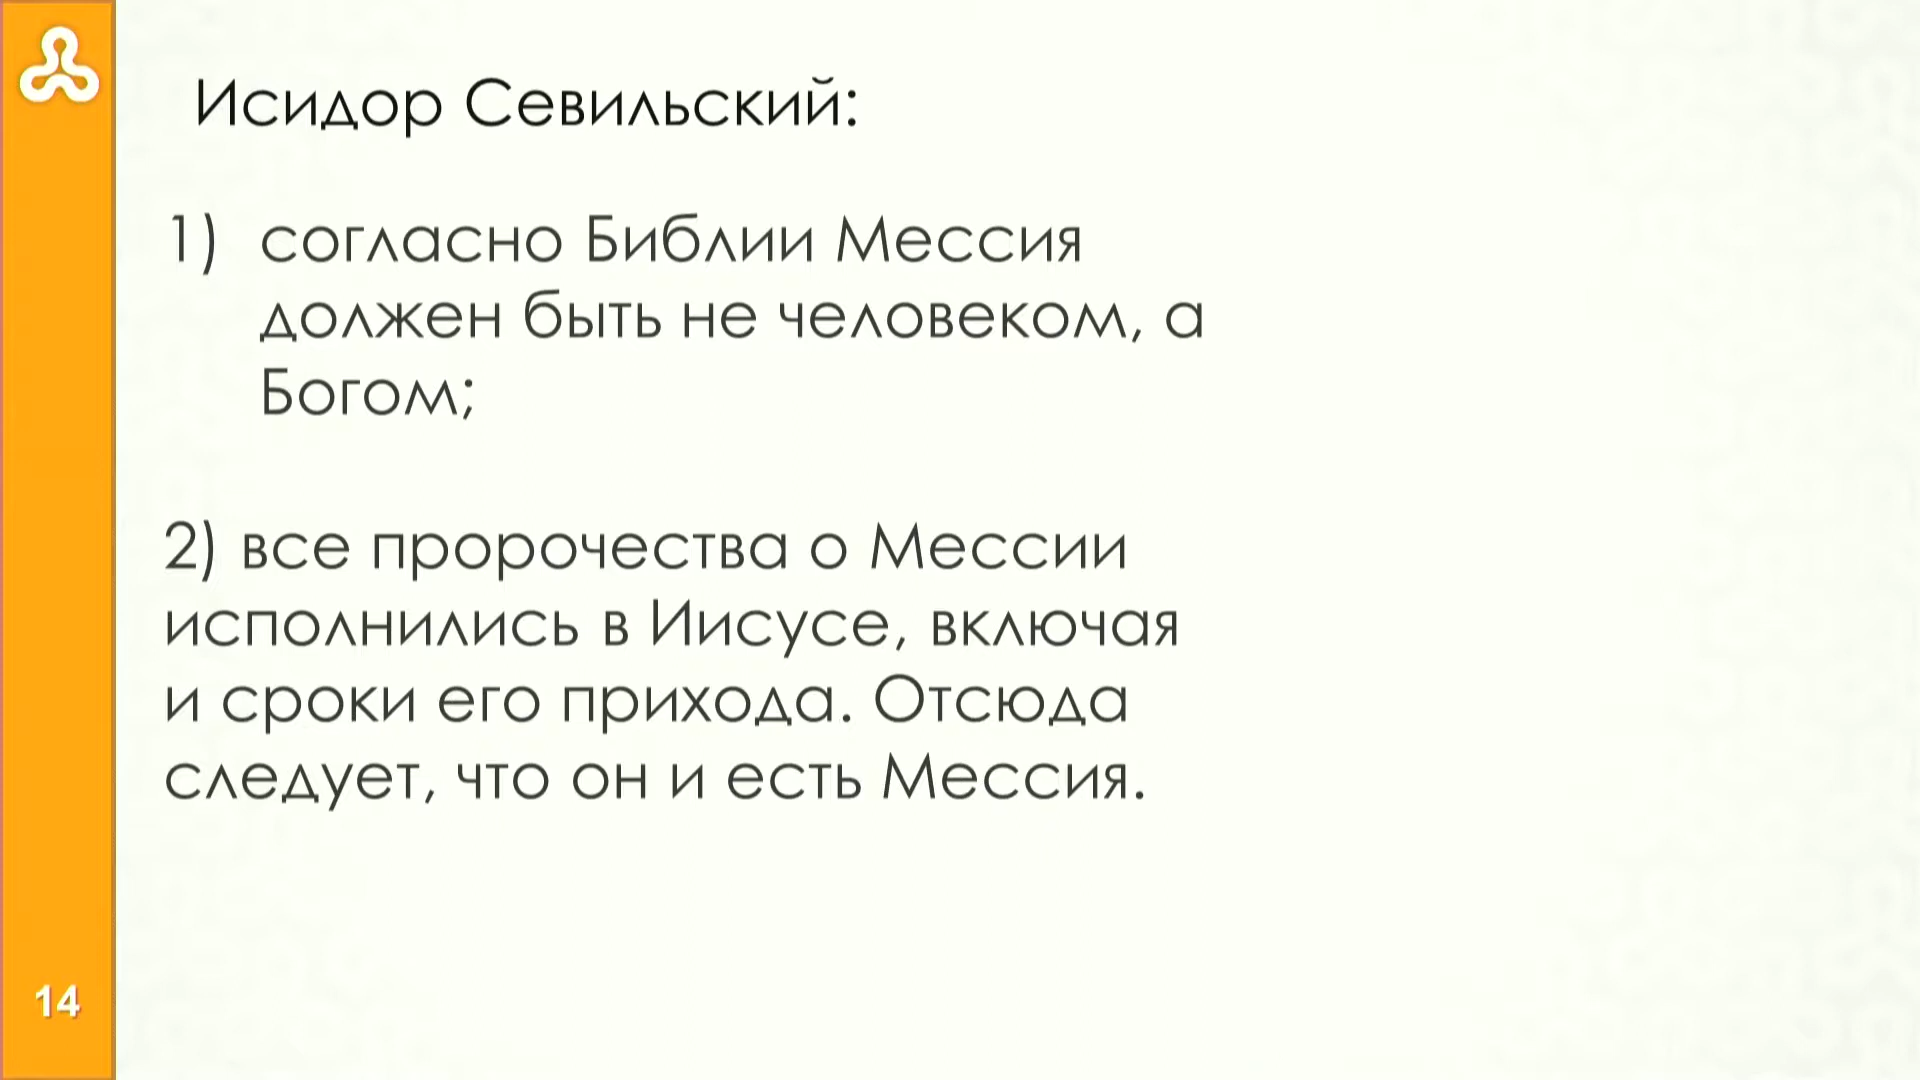 Исидор Севильский:
1) согласно Библии Мессия
должен быть не человеком, а
Богом;
2) все пророчества о Мессии
исполнились в Иисусе, включая
и сроки его прихода. Отсюда
следует, что он и есть Мессия.
14